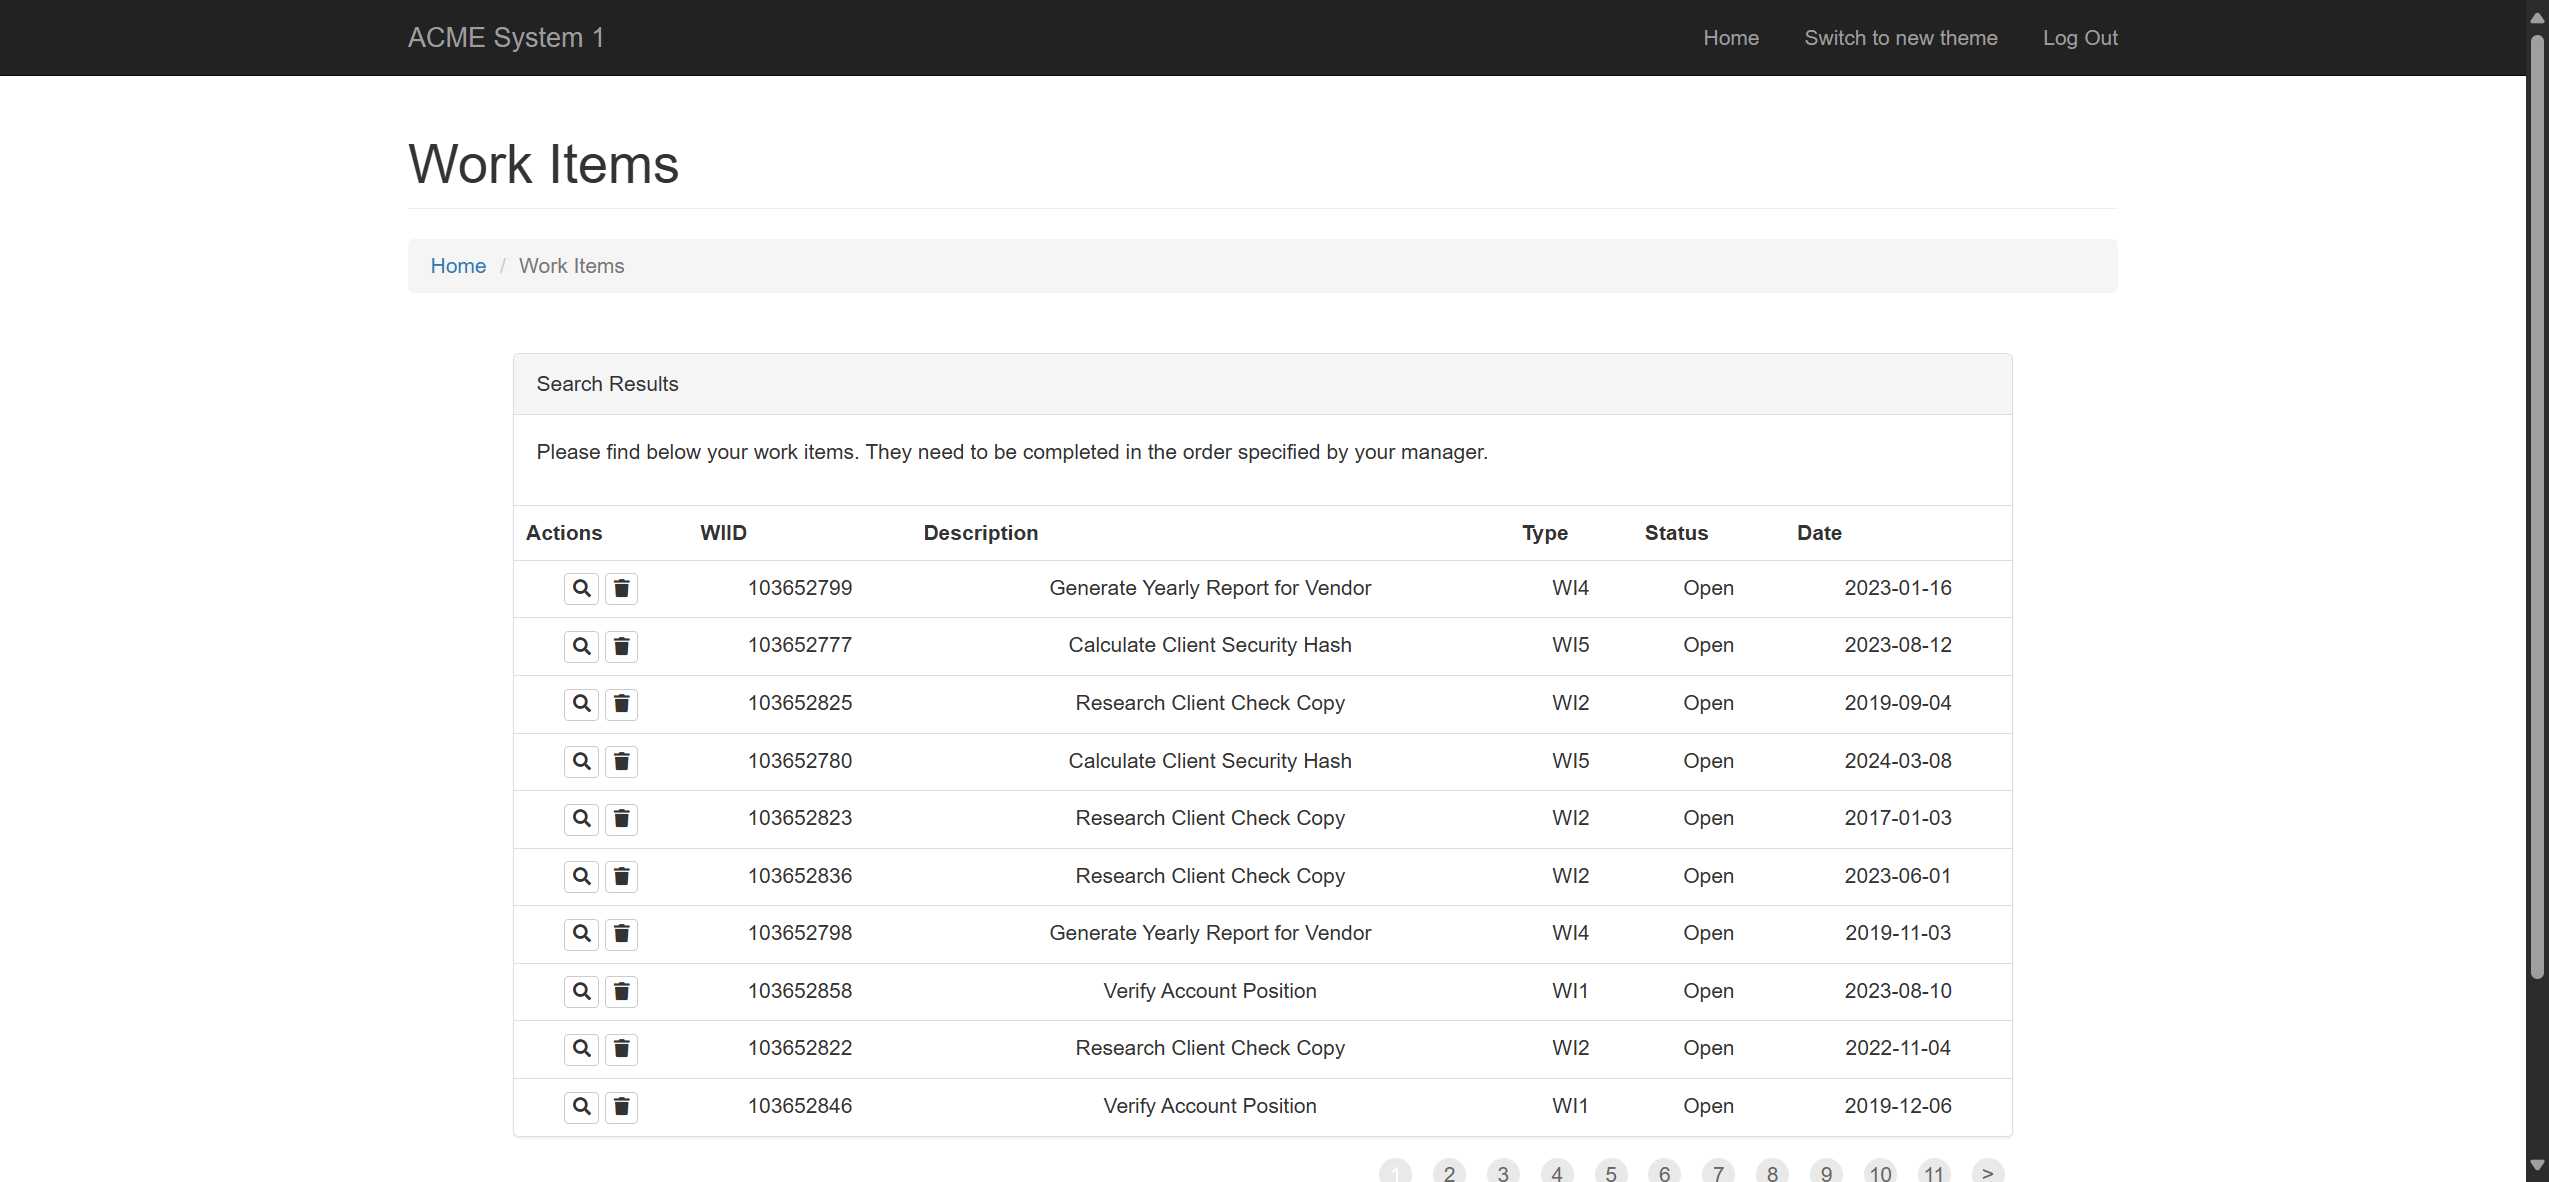 ACME System 1 Home Switch to new theme Log Out
Work Items
Home / Work Items
Search Results
Please find below your work items. They need to be completed in the order specified by your manager.
Actions WIID Description Type Status Date
103652799 Generate Yearly Report for Vendor WI4 Open 2023-01-16
103652777 Calculate Client Security Hash WI5 Open 2023-08-12
103652825 Research Client Check Copy WI2 Open 2019-09-04
103652780 Calculate Client Security Hash WI5 Open 2024-03-08
103652823 Research Client Check Copy WI2 Open 2017-01-03
103652836 Research Client Check Copy WI2 Open 2023-06-01
103652798 Generate Yearly Report for Vendor WI4 Open 2019-11-03
103652858 Verify Account Position WI1 Open 2023-08-10
103652822 Research Client Check Copy WI2 Open 2022-11-04
103652846 Verify Account Position WI1 Open 2019-12-06
1 2 3 4 5 6 7 8 9 10 11 >